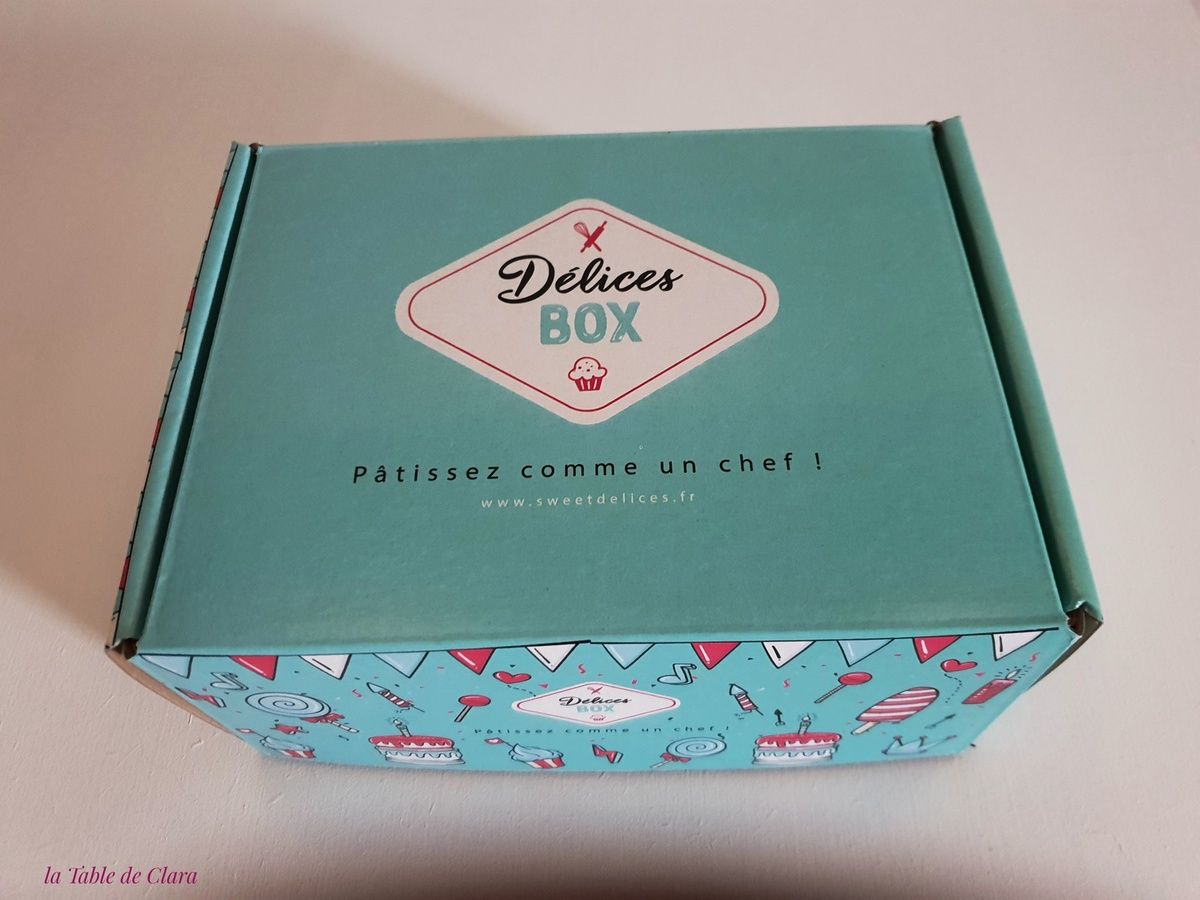 Délices
BOX
Pâtissez comme un chef !
www.sweetdelices.fr
Délices
BOX
Pâtissez comme un chef !
la Table de Clara